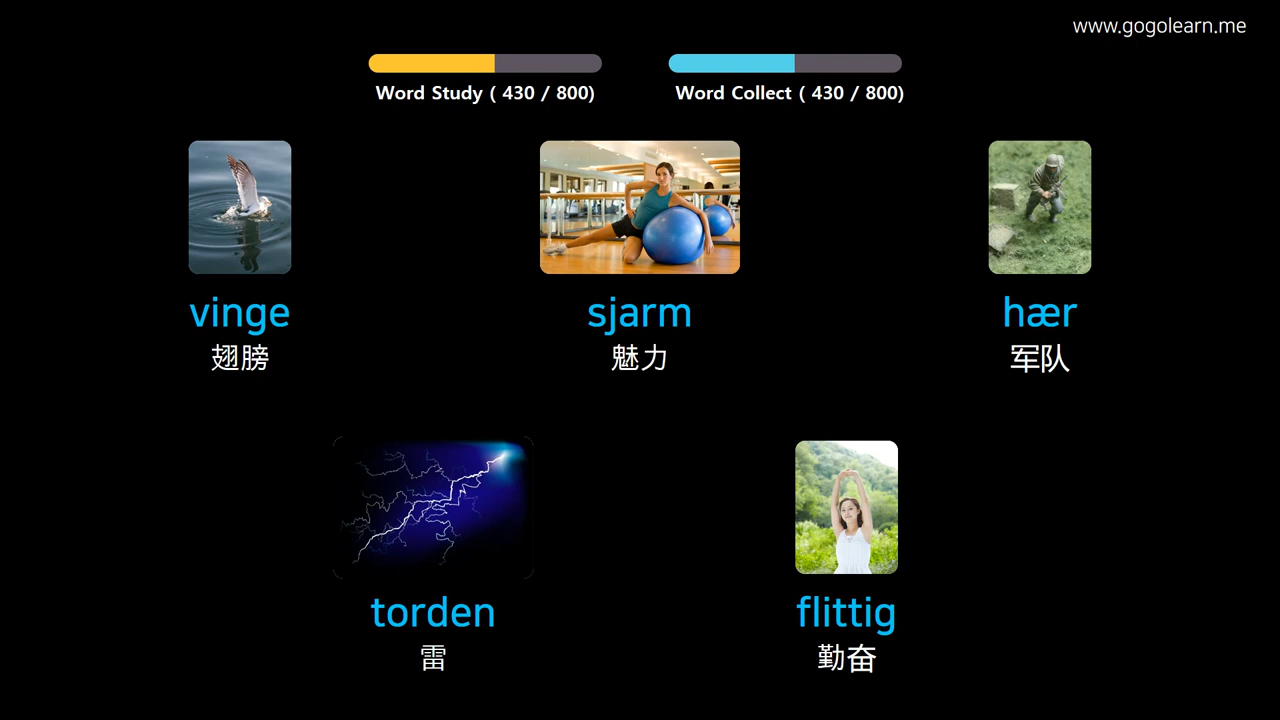 www.gogolearn.me
Word Study ( 430 / 800)
Word Collect ( 430 / 800)
vinge
翅膀
sjarm
魅力
hær
军队
torden
雷
flittig
勤奋